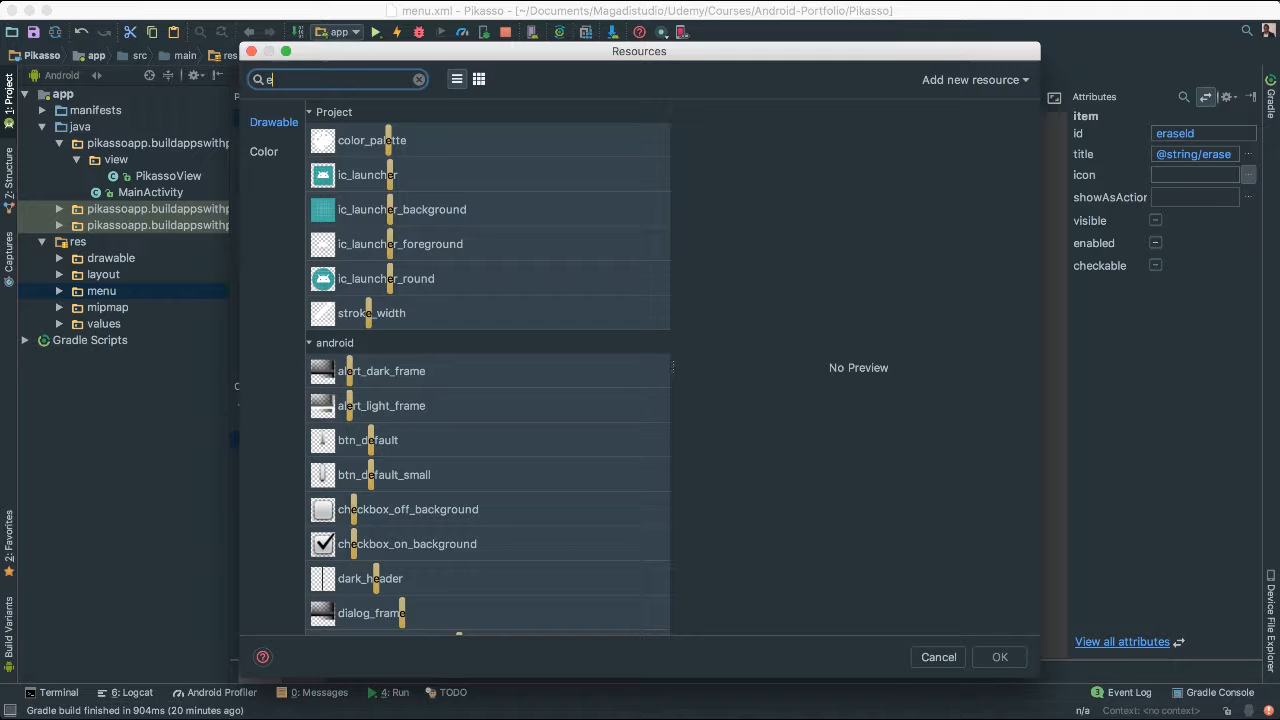 menu.xml - Pikasso - [~/Documents/Magadistudio/Udemy/Courses/Android-Portfolio/Pikasso]
app
Pikasso app src main res
Resources
e
Add new resource
Android
1: Project
Z: Structure
Captures
2: Favorites
Build Variants
app
manifests
java
pikassoapp.buildappswithp
view
PikassoView
MainActivity
pikassoapp.buildappswithp
pikassoapp.buildappswithp
res
drawable
layout
menu
mipmap
values
Gradle Scripts
Drawable
Color
Project
color_palette
ic_launcher
ic_launcher_background
ic_launcher_foreground
ic_launcher_round
stroke_width
android
alert_dark_frame
alert_light_frame
btn_default
btn_default_small
checkbox_off_background
checkbox_on_background
dark_header
dialog_frame
No Preview
Cancel
OK
Attributes
item
id eraseId
title @string/erase
icon
showAsAction
visible
enabled
checkable
View all attributes
Gradle
Device File Explorer
Terminal 6: Logcat Android Profiler 0: Messages 4: Run TODO
3 Event Log Gradle Console
Gradle build finished in 904ms (20 minutes ago)
n/a Context: <no context>